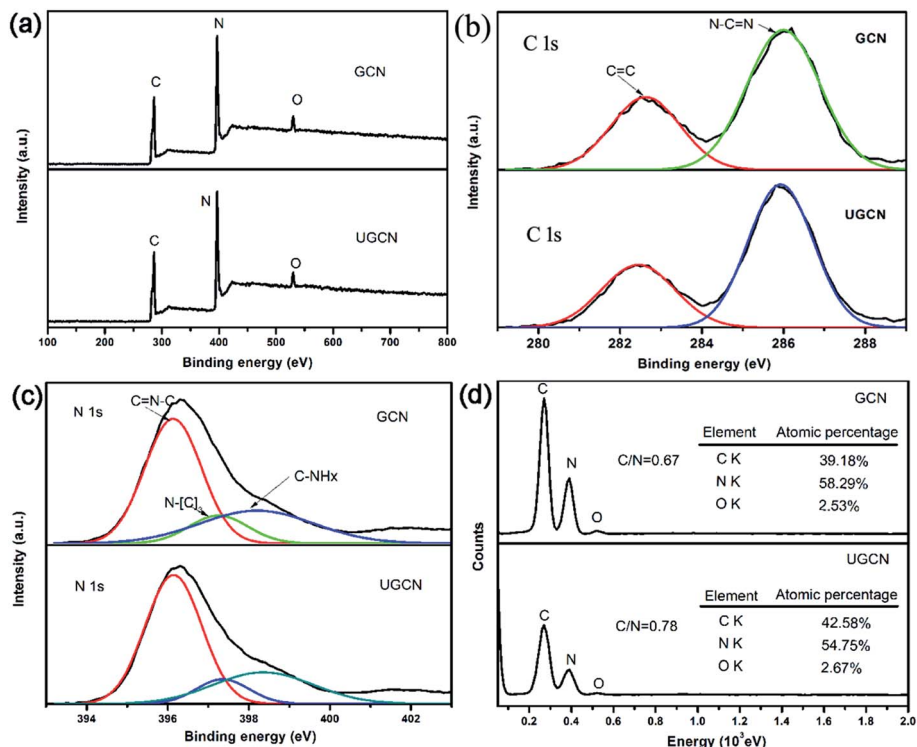 (a)
N
C
O
GCN
N
C
O
UGCN
Intensity (a.u.)
100 200 300 400 500 600 700 800
Binding energy (eV)
(b)
C 1s
C=C
N-C=N
GCN
C 1s
UGCN
Intensity (a.u.)
280 282 284 286 288
Binding energy (eV)
(c)
N 1s
C=N-C
GCN
C-NHx
N-[C]3
N 1s
UGCN
Intensity (a.u.)
394 396 398 400 402
Binding energy (eV)
(d)
C
GCN
N
O
C/N=0.67
Element Atomic percentage
C K 39.18%
N K 58.29%
O K 2.53%
UGCN
C
N
O
C/N=0.78
Element Atomic percentage
C K 42.58%
N K 54.75%
O K 2.67%
Counts
0.2 0.4 0.6 0.8 1.0 1.2 1.4 1.6 1.8 2.0
Energy (10³eV)